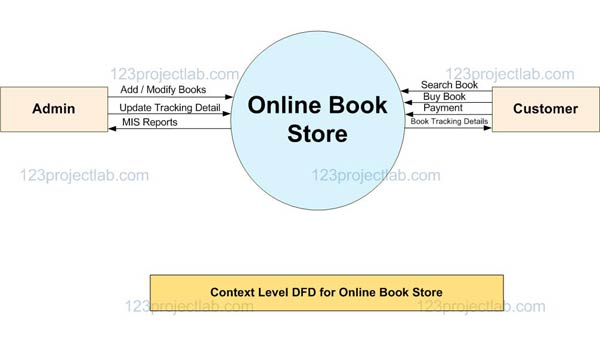 123projectlab.com
123projectlab.com
Search Book
Add / Modify Books
Buy Book
Admin
Update Tracking Detail
Online Book
Store
Payment
Customer
MIS Reports
Book Tracking Details
123projectlab.com
123projectlab.com
123projectlab.com
Context Level DFD for Online Book Store
123projectlab.com
123projectlab.com